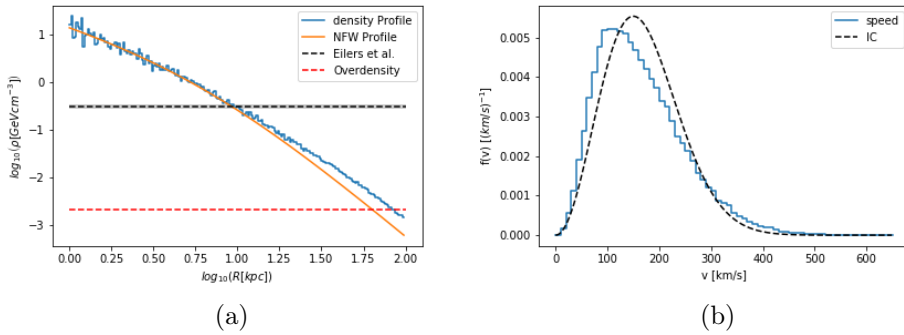 density Profile
NFW Profile
Eilers et al.
Overdensity
log₁₀(ρ[GeVcm⁻³])
1
0
−1
−2
−3
0.00 0.25 0.50 0.75 1.00 1.25 1.50 1.75 2.00
log₁₀(R[kpc])
(a)
speed
IC
f(v) [(km/s)⁻¹]
0.005
0.004
0.003
0.002
0.001
0.000
0 100 200 300 400 500 600
v [km/s]
(b)